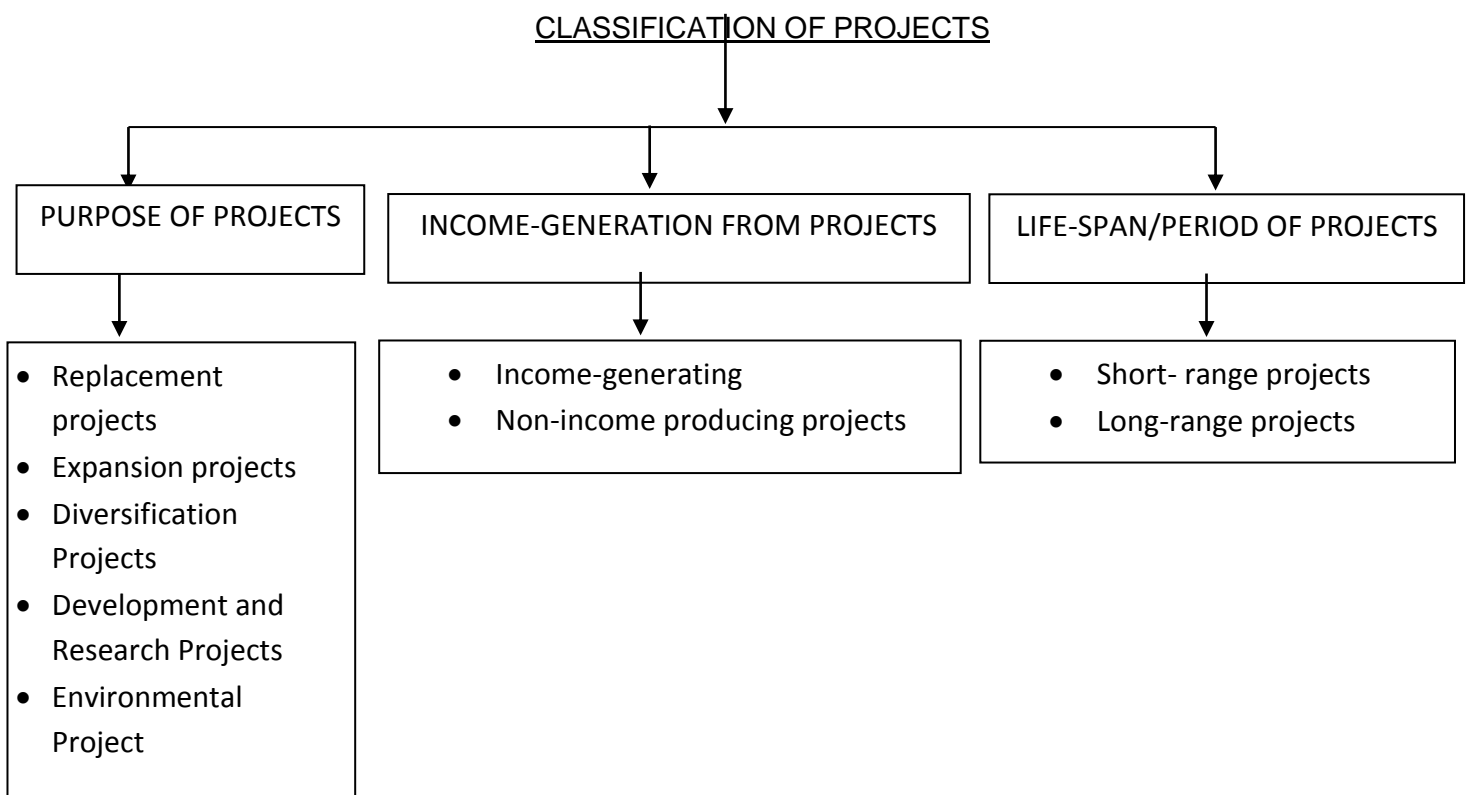 CLASSIFICATION OF PROJECTS
PURPOSE OF PROJECTS
INCOME-GENERATION FROM PROJECTS
LIFE-SPAN/PERIOD OF PROJECTS
• Replacement
projects
• Expansion projects
• Diversification
Projects
• Development and
Research Projects
• Environmental
Project
• Income-generating
• Non-income producing projects
• Short- range projects
• Long-range projects